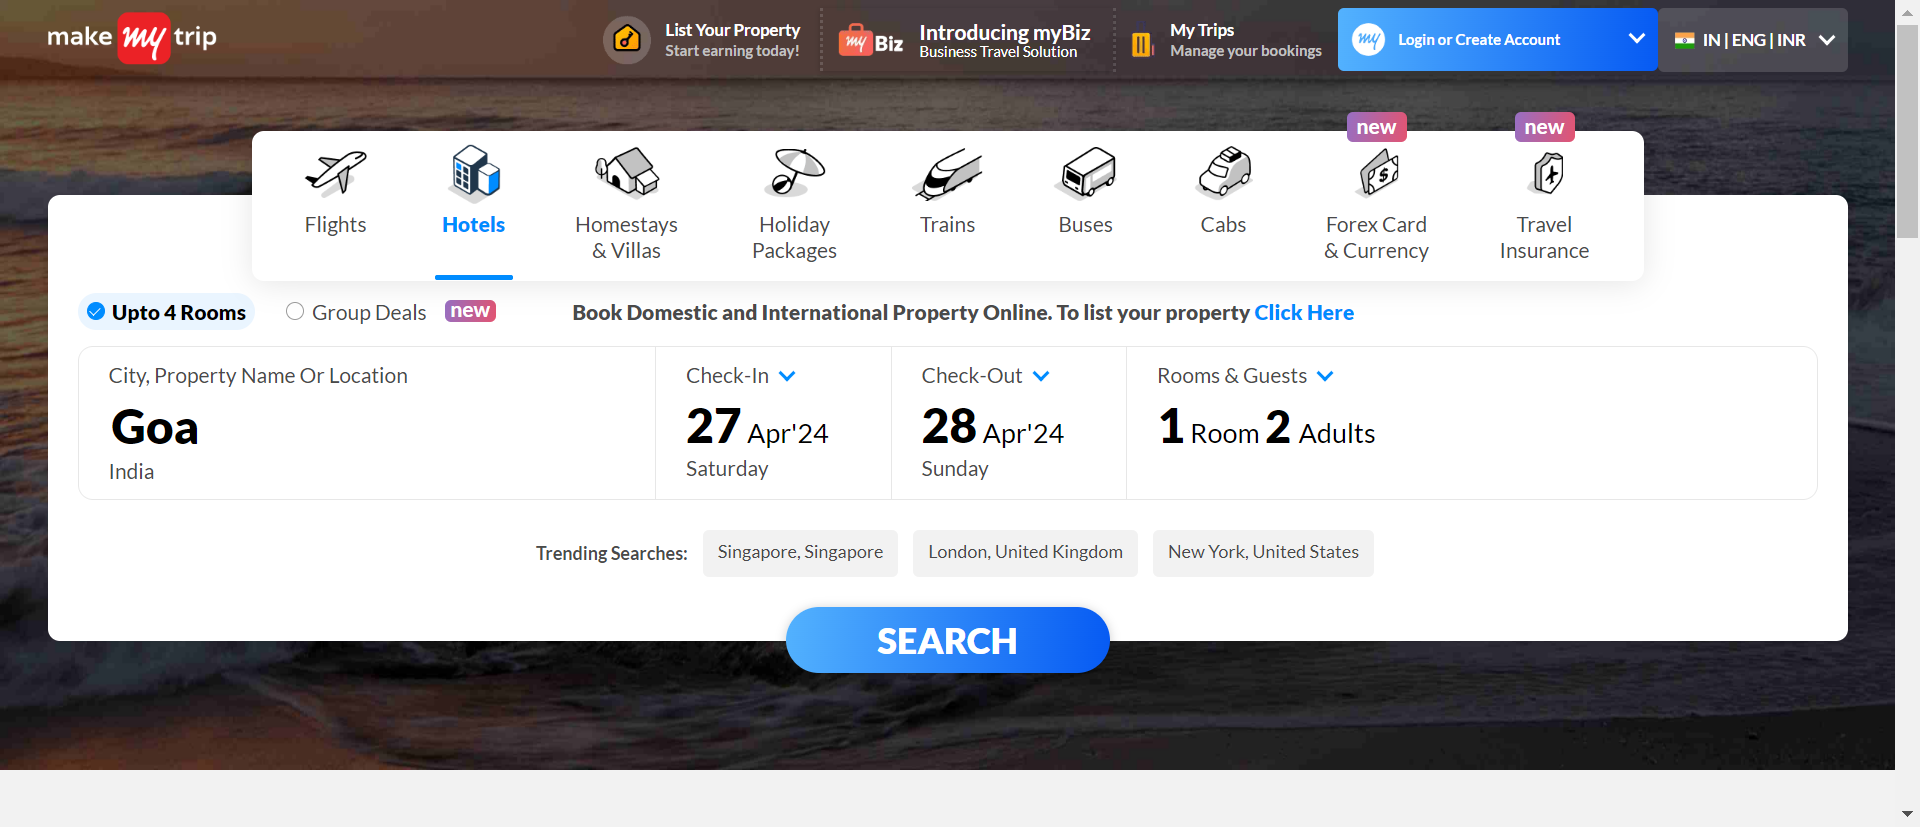 make my trip
List Your Property
Start earning today!
my Biz
Introducing myBiz
Business Travel Solution
My Trips
Manage your bookings
my
Login or Create Account
IN | ENG | INR
new
new
Flights
Hotels
Homestays
& Villas
Holiday
Packages
Trains
Buses
Cabs
Forex Card
& Currency
Travel
Insurance
Upto 4 Rooms
Group Deals
new
Book Domestic and International Property Online. To list your property Click Here
City, Property Name Or Location
Goa
India
Check-In
27 Apr'24
Saturday
Check-Out
28 Apr'24
Sunday
Rooms & Guests
1 Room 2 Adults
Trending Searches:
Singapore, Singapore
London, United Kingdom
New York, United States
SEARCH